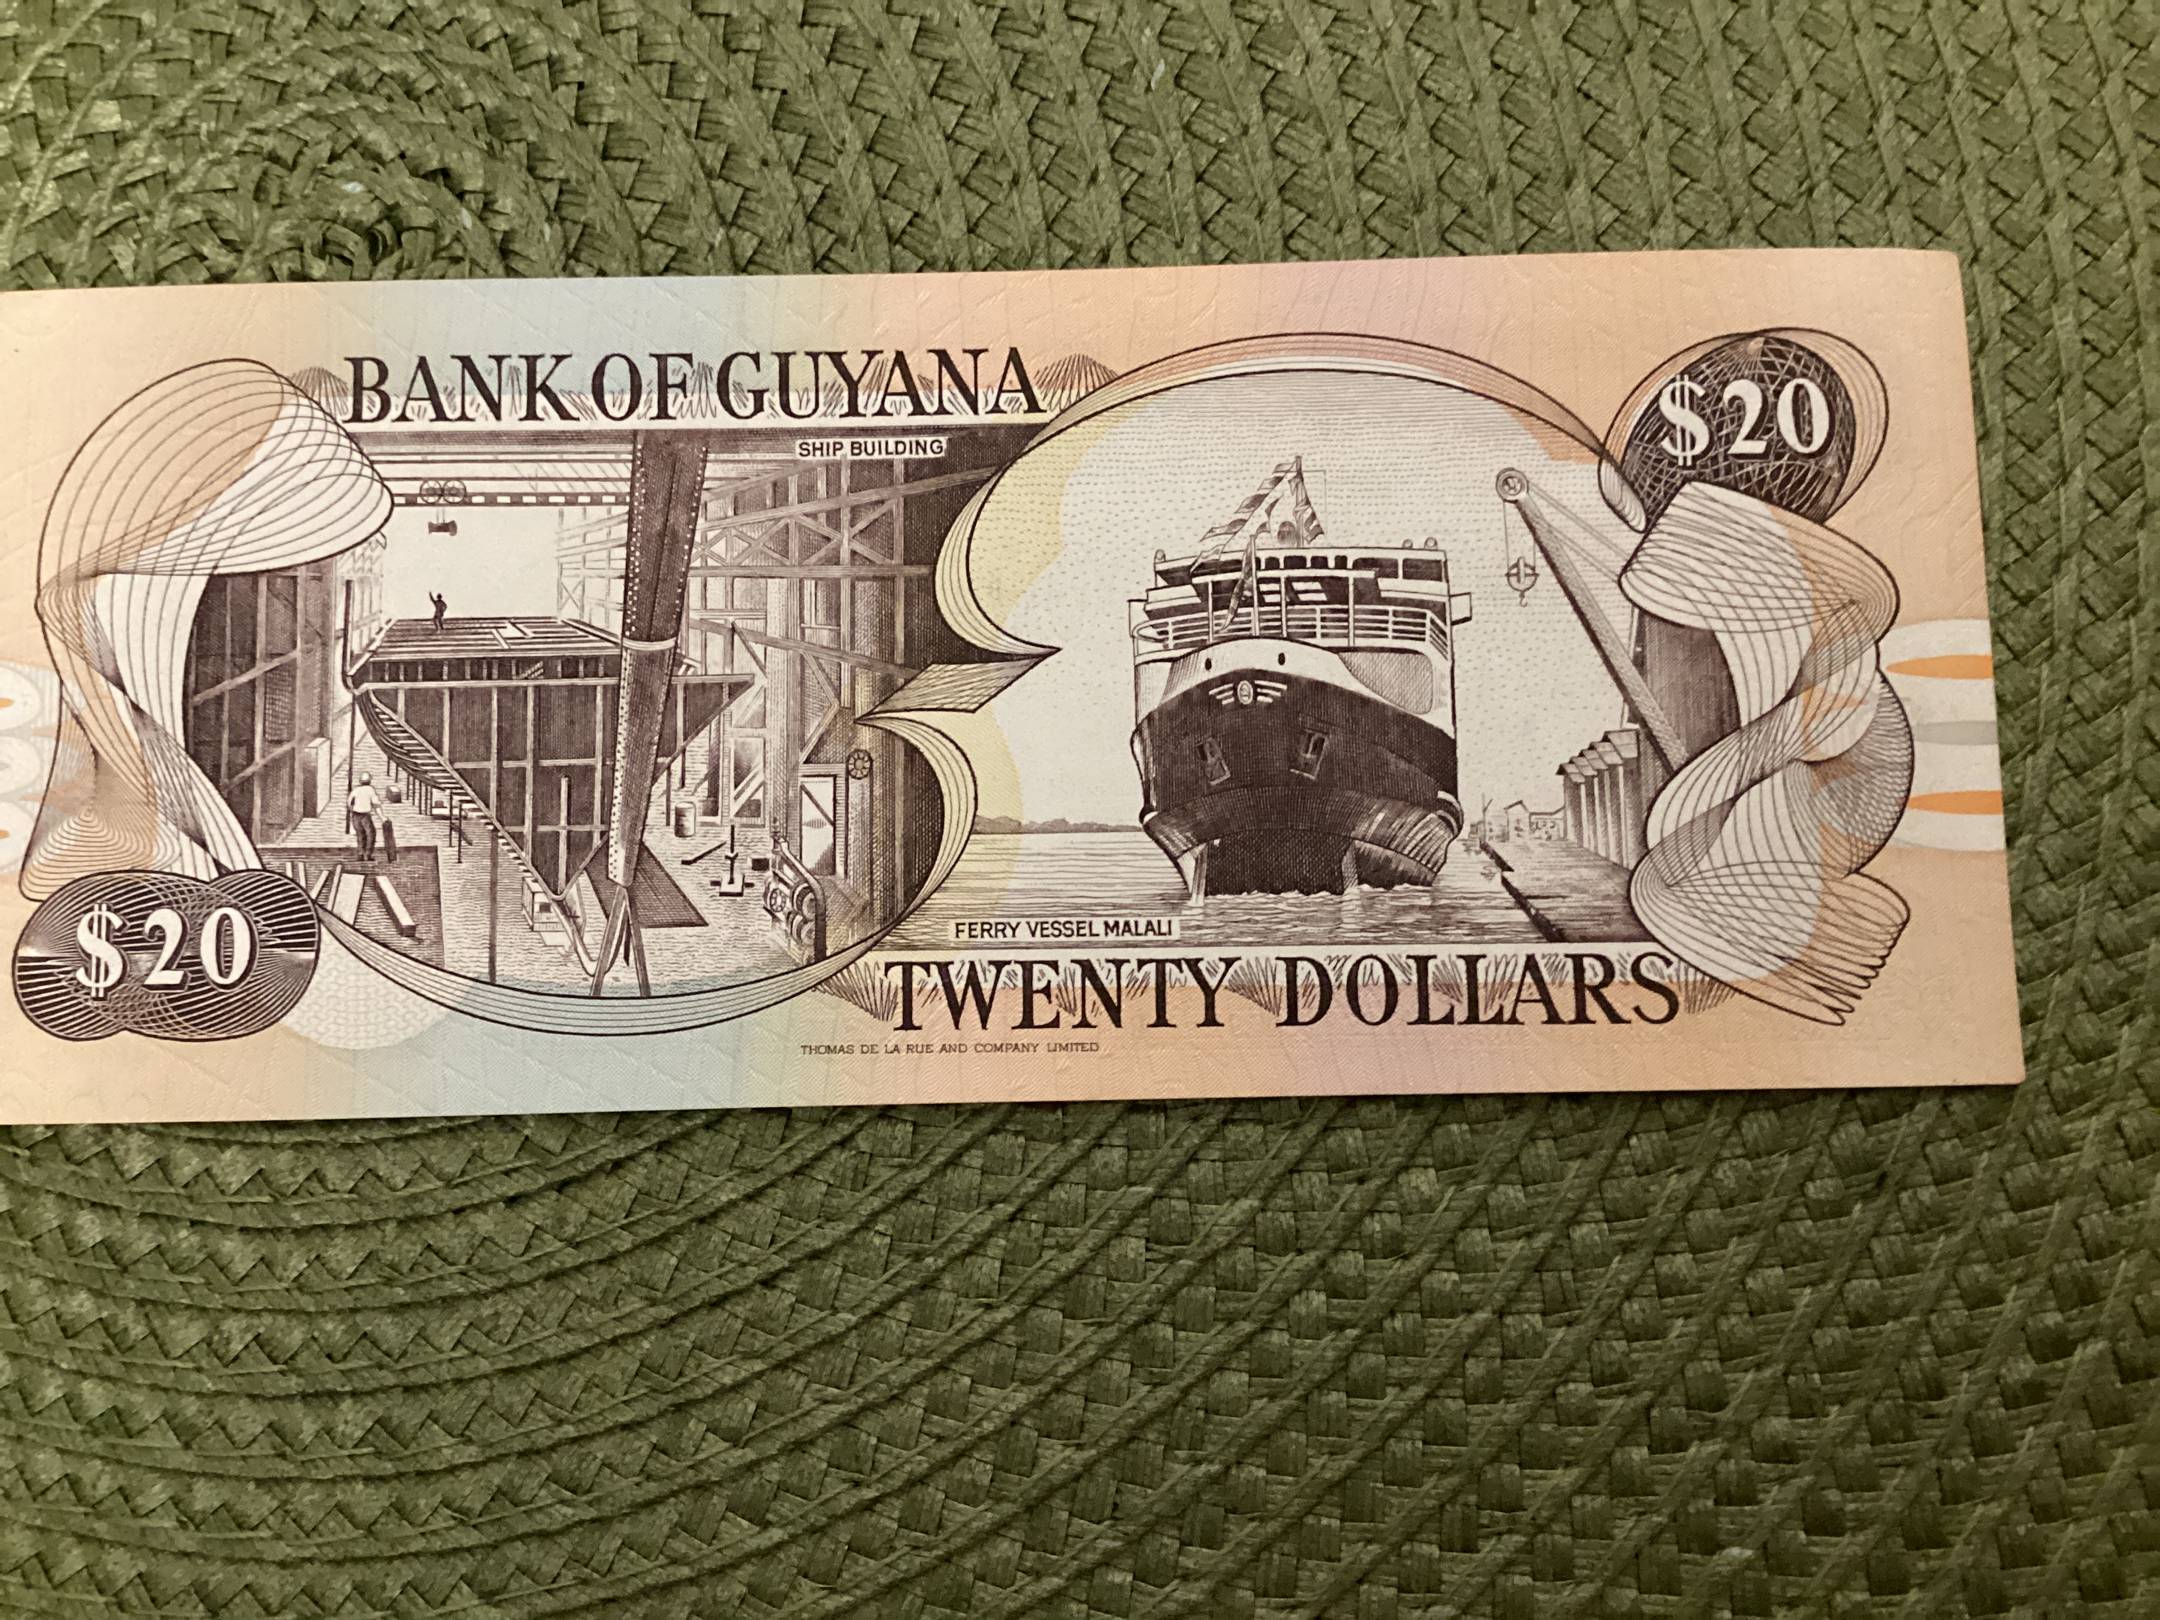 BANK OF GUYANA
$20
SHIP BUILDING
FERRY VESSEL MALALI
$20
TWENTY DOLLARS
THOMAS DE LA RUE AND COMPANY LIMITED